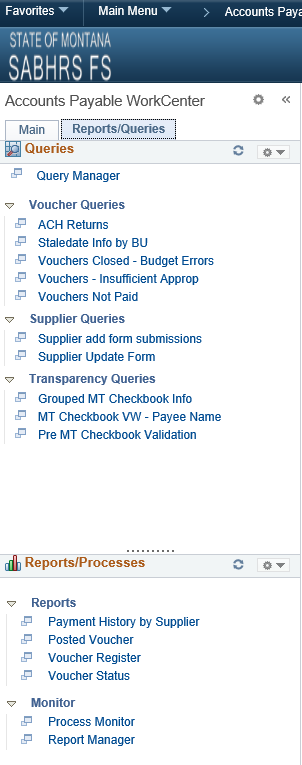 Favorites Main Menu > Accounts Pa
STATE OF MONTANA
SABHRS FS
Accounts Payable WorkCenter «
Main Reports/Queries
Queries
Query Manager
Voucher Queries
ACH Returns
Staledate Info by BU
Vouchers Closed - Budget Errors
Vouchers - Insufficient Approp
Vouchers Not Paid
Supplier Queries
Supplier add form submissions
Supplier Update Form
Transparency Queries
Grouped MT Checkbook Info
MT Checkbook VW - Payee Name
Pre MT Checkbook Validation
Reports/Processes
Reports
Payment History by Supplier
Posted Voucher
Voucher Register
Voucher Status
Monitor
Process Monitor
Report Manager